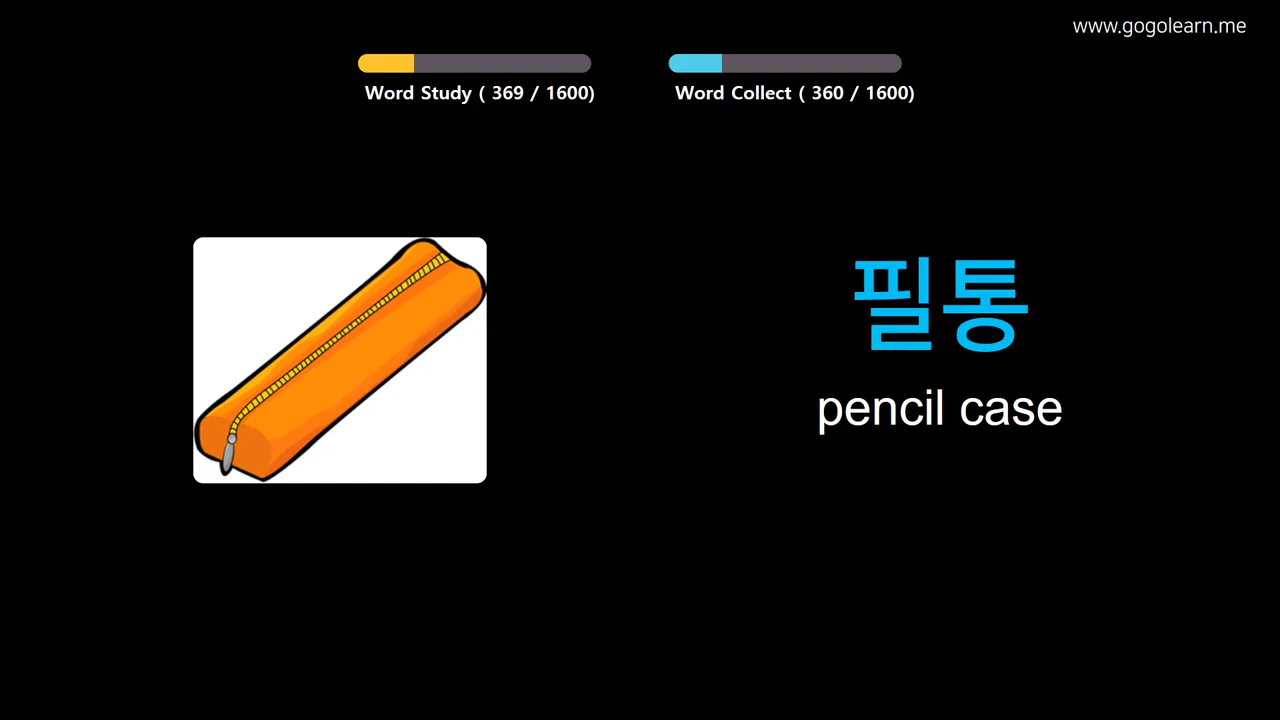 www.gogolearn.me
Word Study ( 369 / 1600)
Word Collect ( 360 / 1600)
필통
pencil case